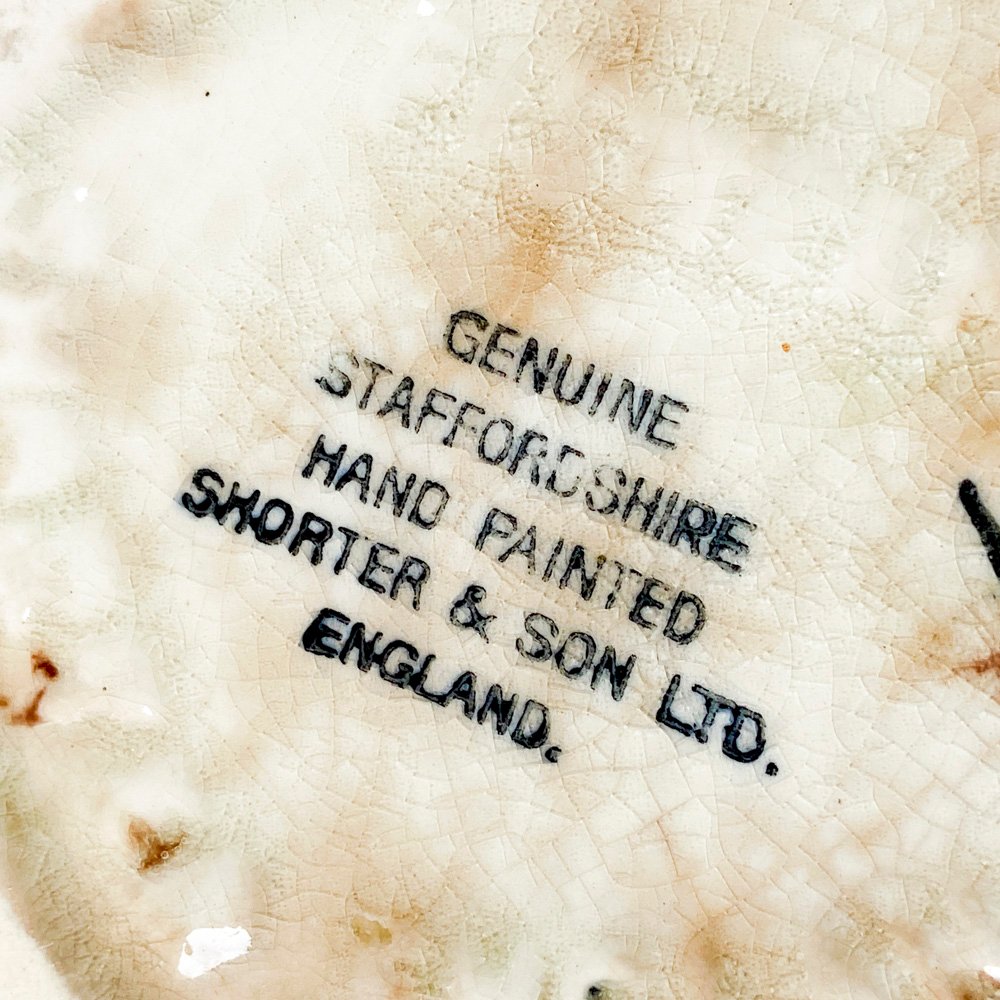 GENUINE
STAFFORDSHIRE
HAND PAINTED
SHORTER & SON LTD.
ENGLAND.